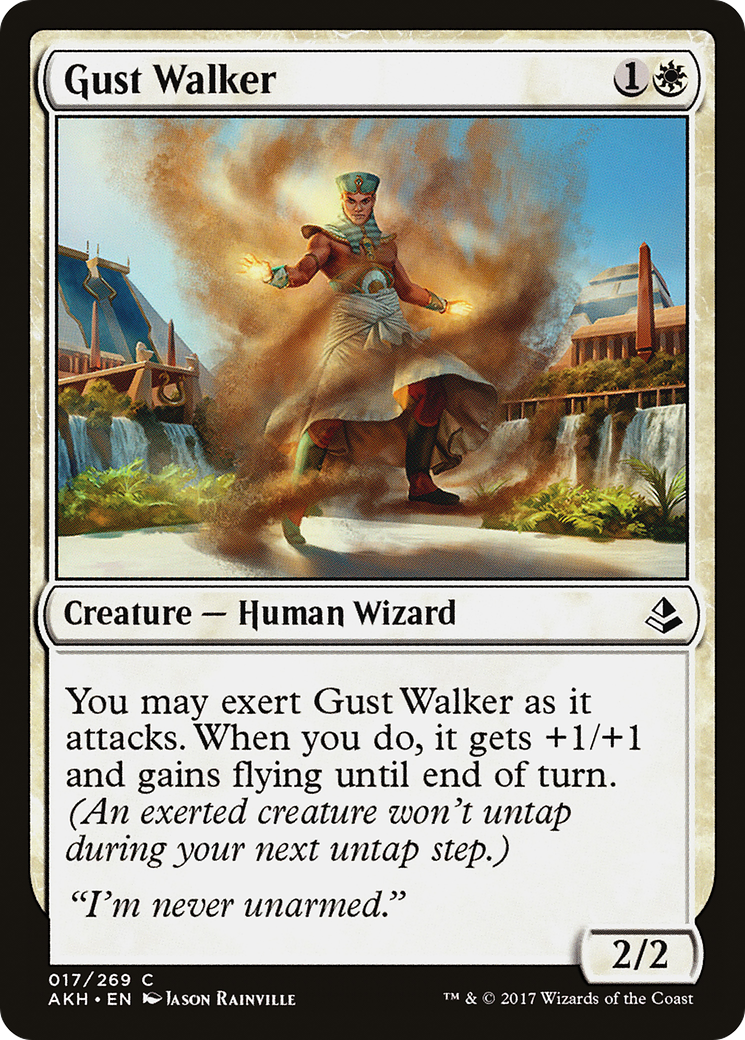 Gust Walker 1
Creature — Human Wizard
You may exert Gust Walker as it
attacks. When you do, it gets +1/+1
and gains flying until end of turn.
(An exerted creature won’t untap
during your next untap step.)
“I’m never unarmed.”
2/2
017/269 C
AKH • EN Jason Rainville
™ & © 2017 Wizards of the Coast